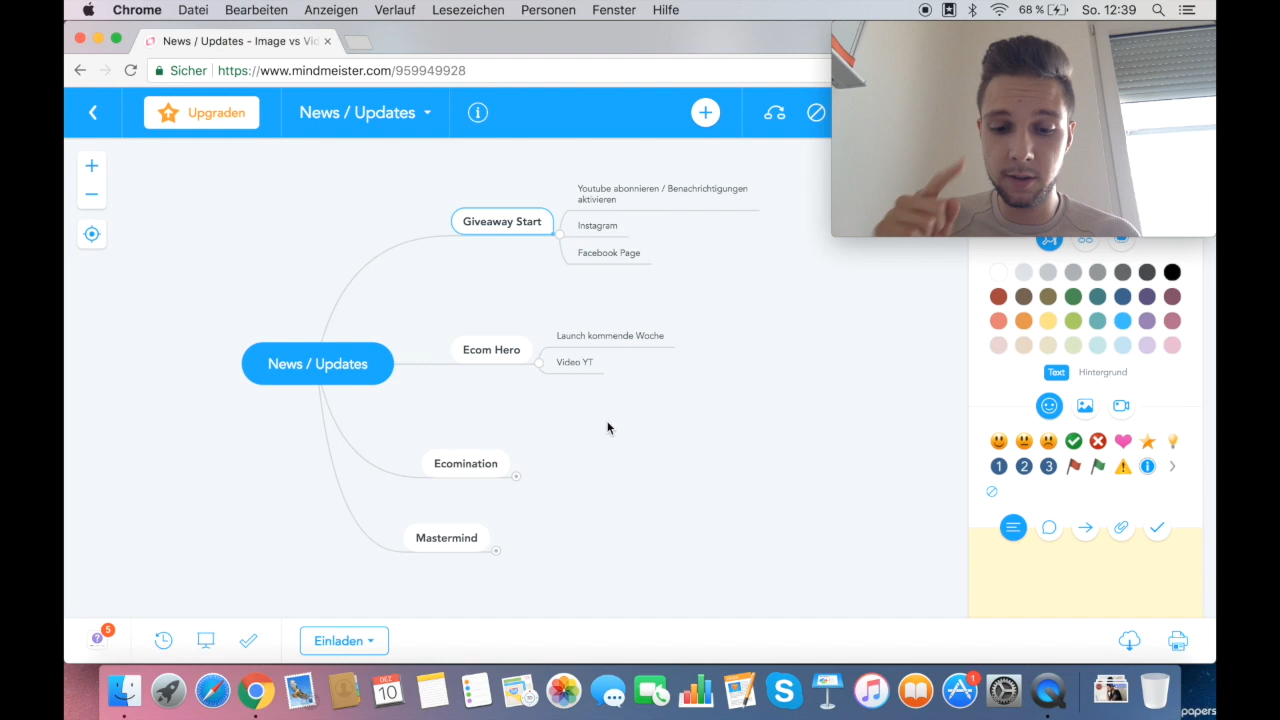 Chrome Datei Bearbeiten Anzeigen Verlauf Lesezeichen Personen Fenster Hilfe 68 % So. 12:39
News / Updates - Image vs Vid
Sicher https://www.mindmeister.com/959949928
Upgraden News / Updates
Giveaway Start
Youtube abonnieren / Benachrichtigungen
aktivieren
Instagram
Facebook Page
News / Updates
Ecom Hero
Launch kommende Woche
Video YT
Ecomination
Mastermind
Text Hintergrund
1 2 3
5
Einladen
DEZ
10
1
papers